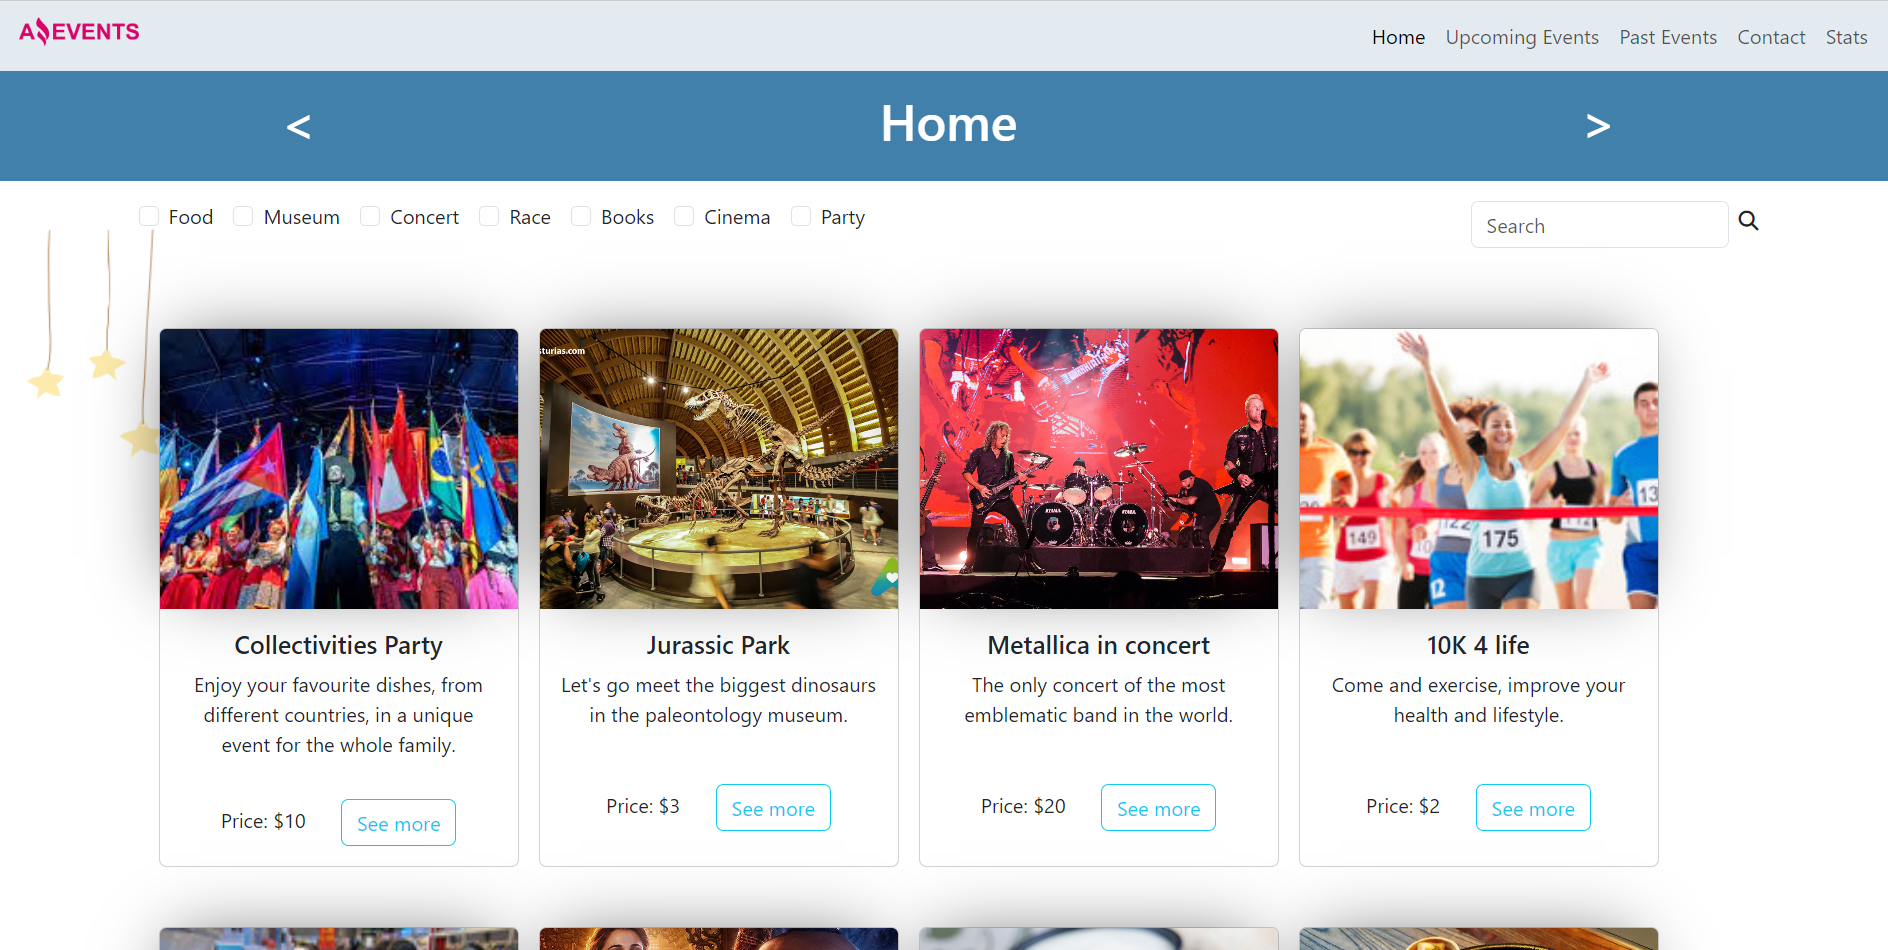 A EVENTS
Home Upcoming Events Past Events Contact Stats
< Home >
Food Museum Concert Race Books Cinema Party
Search
sturias.com
149
122
175
13
Collectivities Party
Enjoy your favourite dishes, from
different countries, in a unique
event for the whole family.
Price: $10 See more
Jurassic Park
Let's go meet the biggest dinosaurs
in the paleontology museum.
Price: $3 See more
Metallica in concert
The only concert of the most
emblematic band in the world.
Price: $20 See more
10K 4 life
Come and exercise, improve your
health and lifestyle.
Price: $2 See more